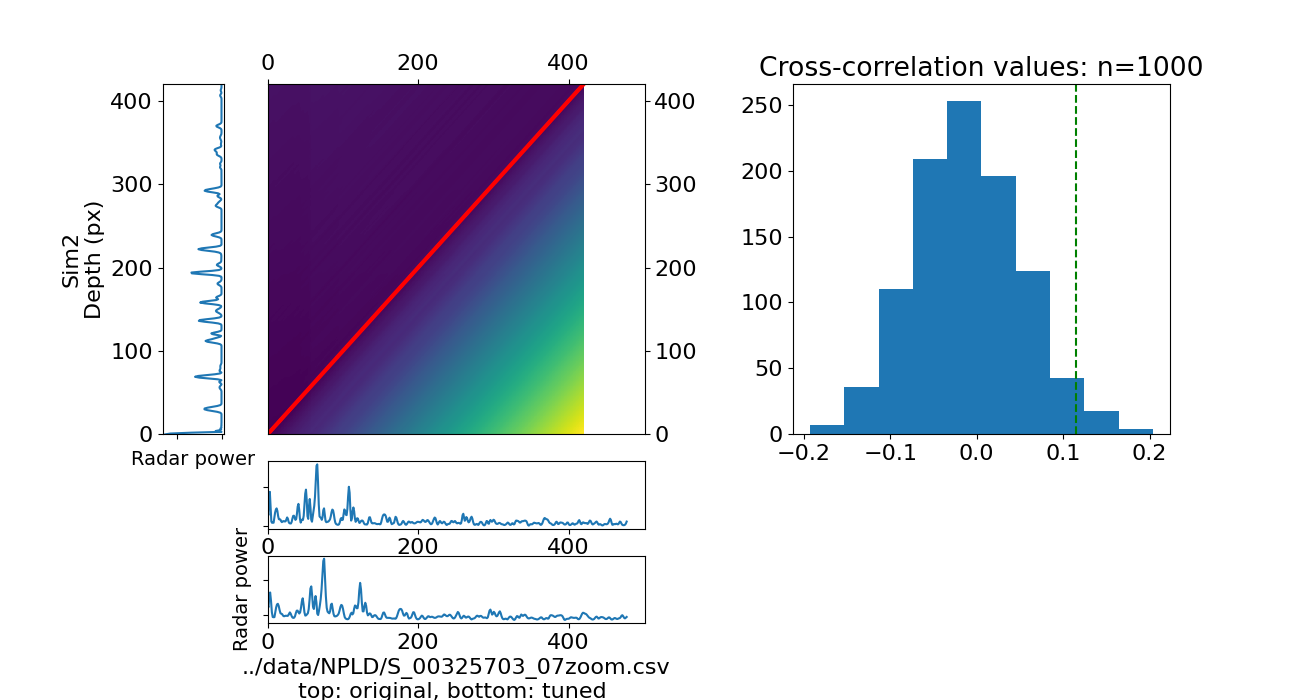 0 200 400
Cross-correlation values: n=1000
400
300
200
100
0
Sim2
Depth (px)
Radar power
400
300
200
100
0
250
200
150
100
50
0
−0.2 −0.1 0.0 0.1 0.2
0 200 400
Radar power
0 200 400
../data/NPLD/S_00325703_07zoom.csv
top: original, bottom: tuned